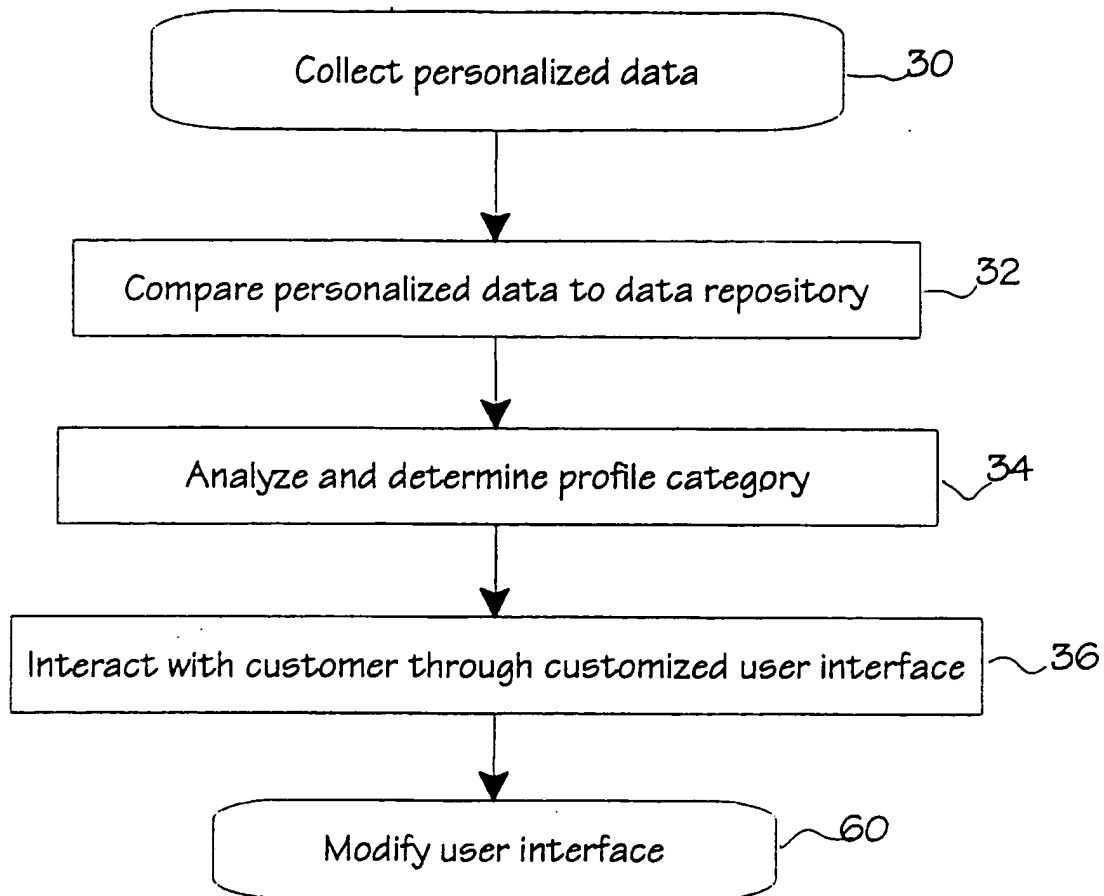 Collect personalized data
30
Compare personalized data to data repository
32
Analyze and determine profile category
34
Interact with customer through customized user interface
36
Modify user interface
60